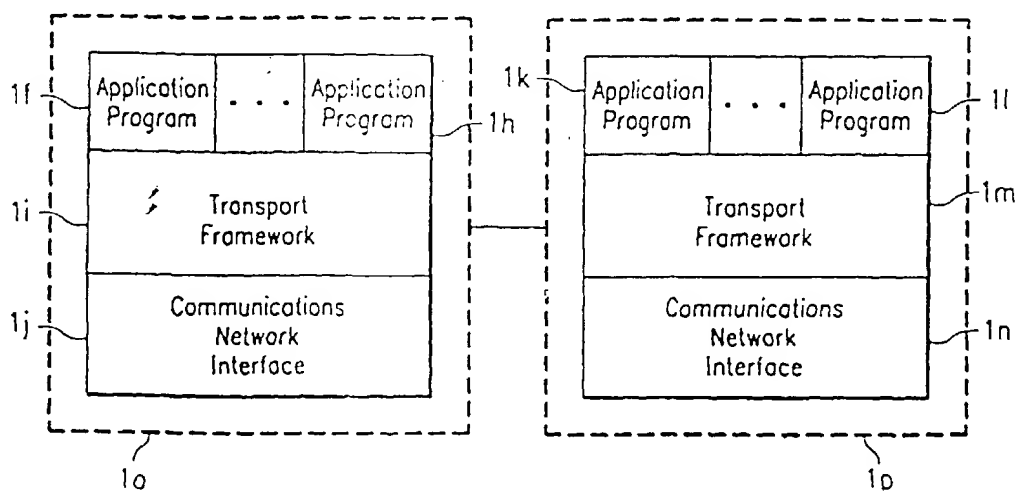 1f
Application
Program
. . .
Application
Program
1h
1i
Transport
Framework
1j
Communications
Network
Interface
1o
1k
Application
Program
. . .
Application
Program
1l
Transport
Framework
1m
Communications
Network
Interface
1n
1p